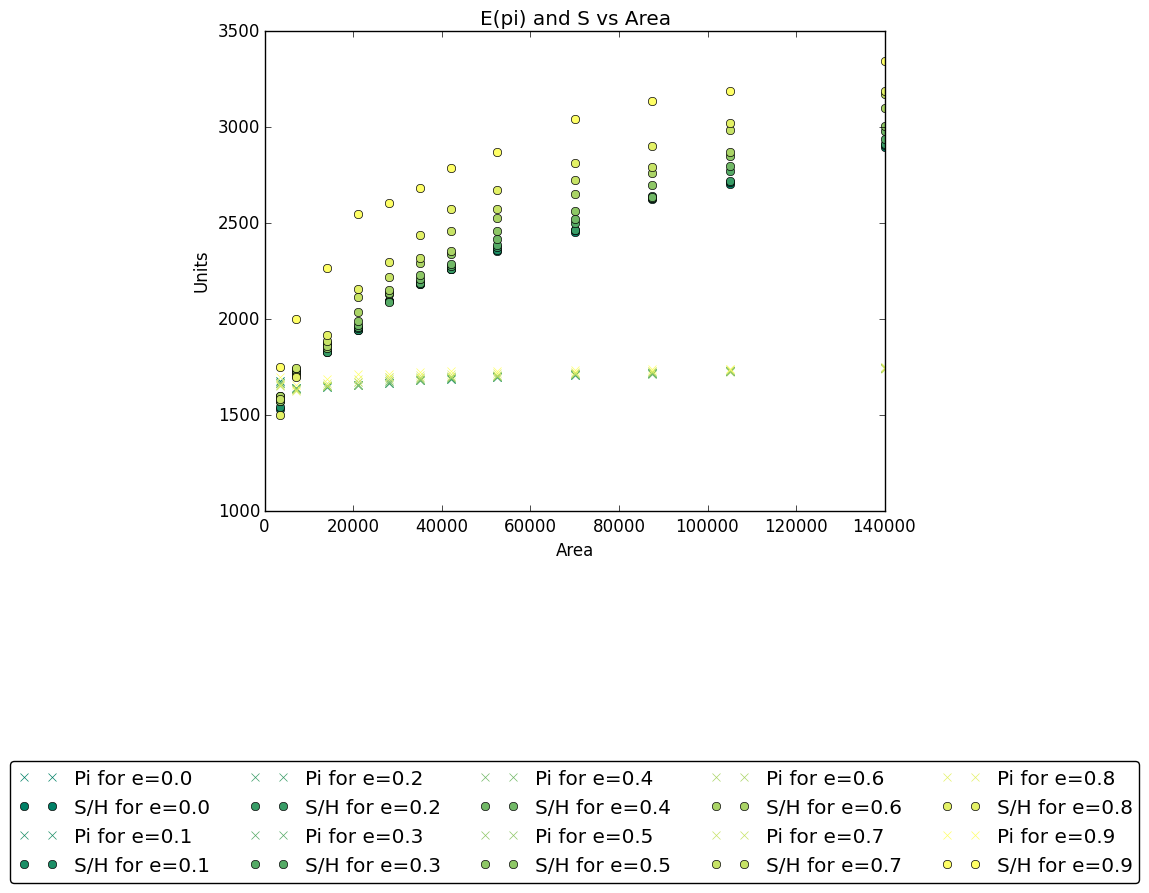 E(pi) and S vs Area
3500
3000
2500
2000
1500
1000
Units
0 20000 40000 60000 80000 100000 120000 140000
Area
Pi for e=0.0 Pi for e=0.2 Pi for e=0.4 Pi for e=0.6 Pi for e=0.8
S/H for e=0.0 S/H for e=0.2 S/H for e=0.4 S/H for e=0.6 S/H for e=0.8
Pi for e=0.1 Pi for e=0.3 Pi for e=0.5 Pi for e=0.7 Pi for e=0.9
S/H for e=0.1 S/H for e=0.3 S/H for e=0.5 S/H for e=0.7 S/H for e=0.9